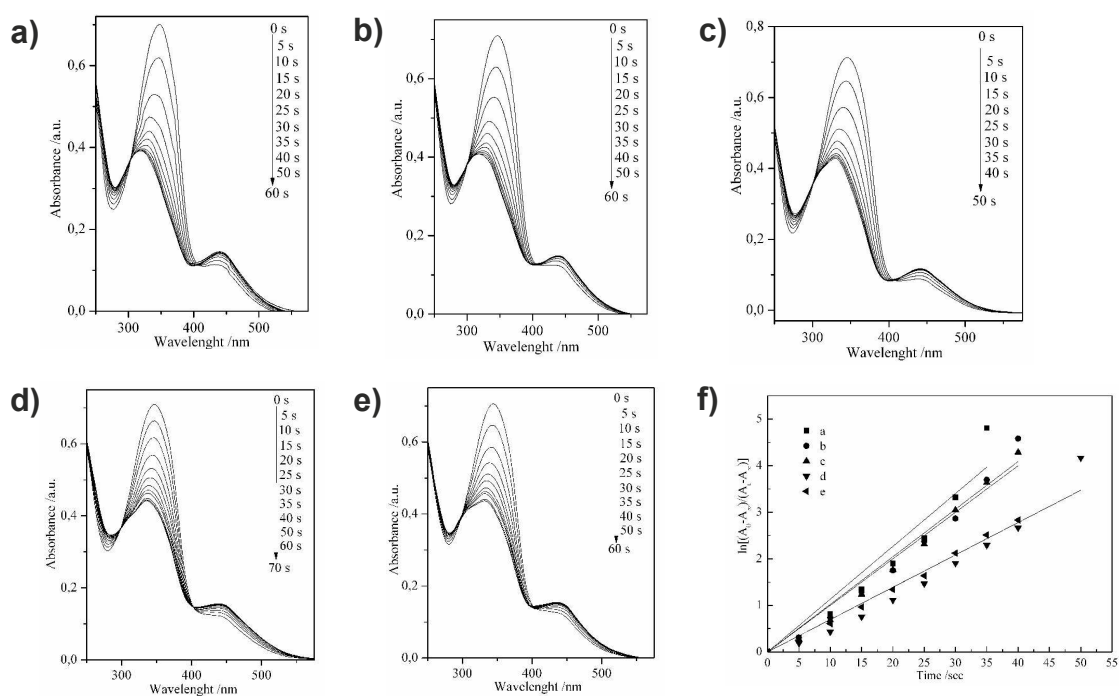 a)
Absorbance /a.u.
0,6
0,4
0,2
0,0
300
400
500
Wavelenght /nm
0 s
5 s
10 s
15 s
20 s
25 s
30 s
35 s
40 s
50 s
60 s
b)
Absorbance /a.u.
0,6
0,4
0,2
0,0
300
400
500
Wavelenght /nm
0 s
5 s
10 s
15 s
20 s
25 s
30 s
35 s
40 s
50 s
60 s
c)
Absorbance /a.u.
0,8
0,6
0,4
0,2
0,0
300
400
500
Wavelenght /nm
0 s
5 s
10 s
15 s
20 s
25 s
30 s
35 s
40 s
50 s
d)
Absorbance /a.u.
0,6
0,4
0,2
0,0
300
400
500
Wavelenght /nm
0 s
5 s
10 s
15 s
20 s
25 s
30 s
35 s
40 s
50 s
60 s
70 s
e)
Absorbance /a.u.
0,6
0,4
0,2
0,0
300
400
500
Wavelenght /nm
0 s
5 s
10 s
15 s
20 s
25 s
30 s
35 s
40 s
50 s
60 s
f)
5
4
3
2
1
0
0
5
10
15
20
25
30
35
40
45
50
55
Time /sec
a
b
c
d
e